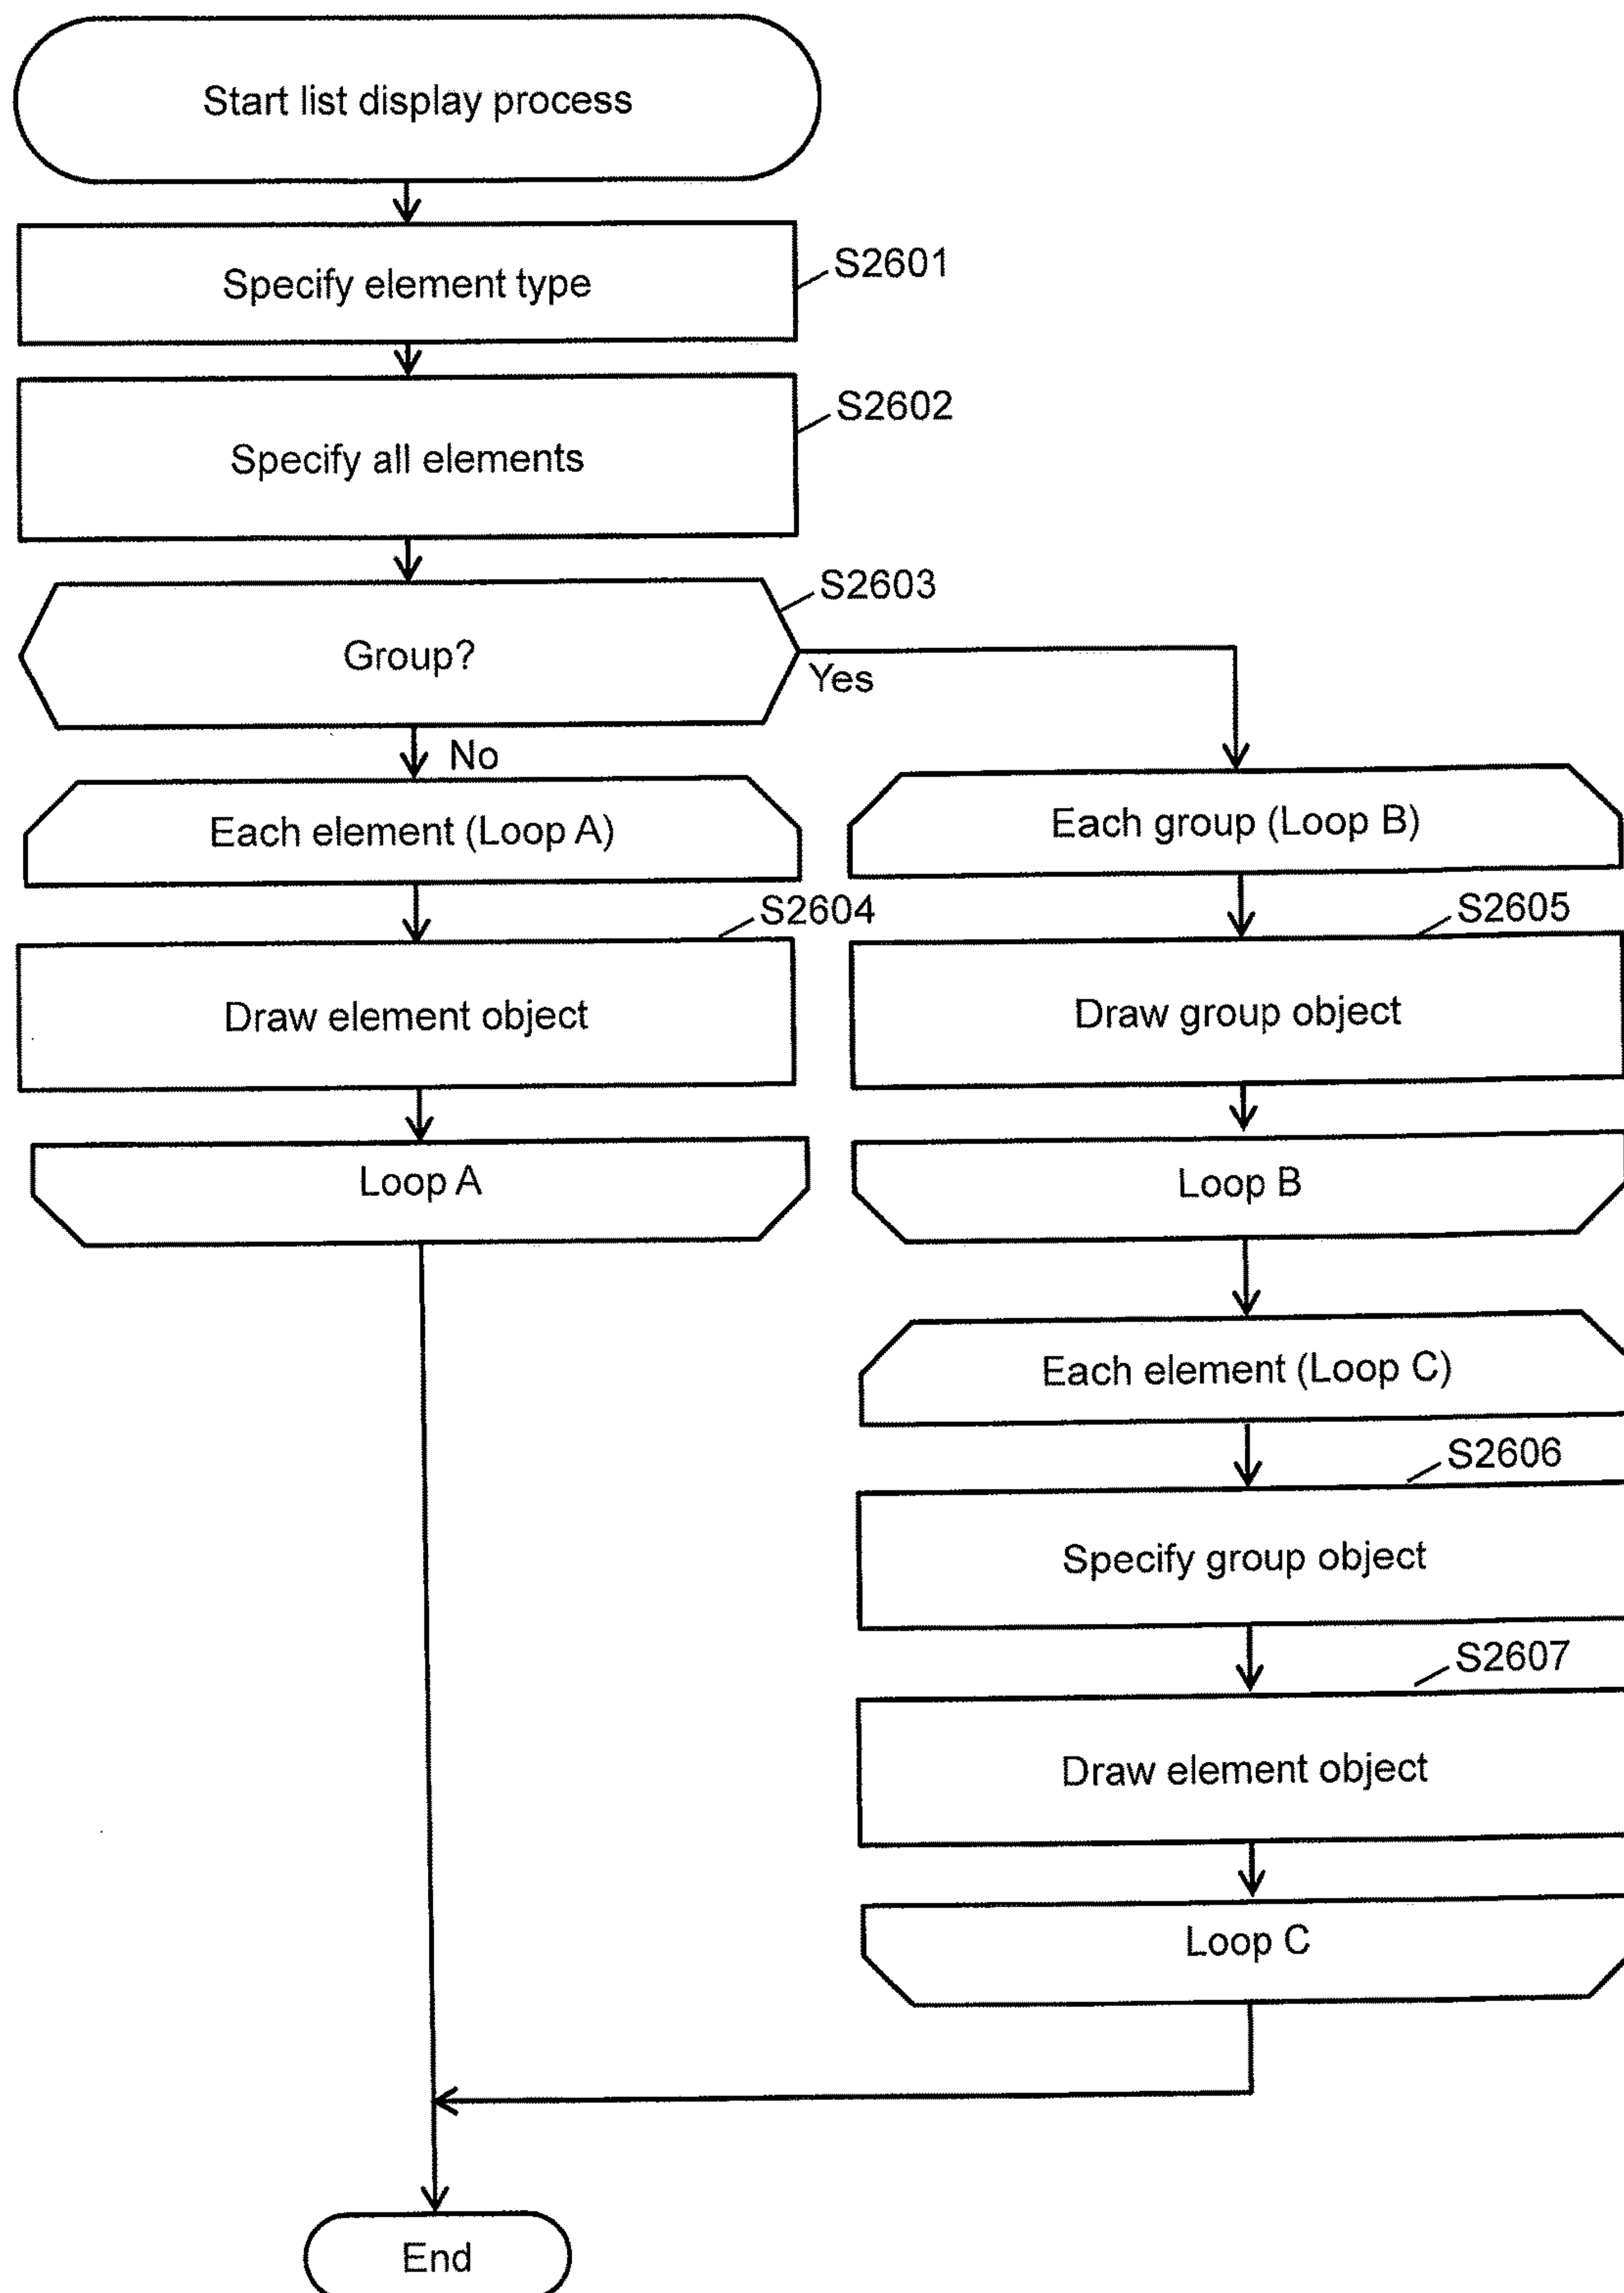 Start list display process
Specify element type
S2601
Specify all elements
S2602
Group?
S2603
Yes
No
Each element (Loop A)
S2604
Draw element object
Loop A
Each group (Loop B)
S2605
Draw group object
Loop B
Each element (Loop C)
S2606
Specify group object
S2607
Draw element object
Loop C
End